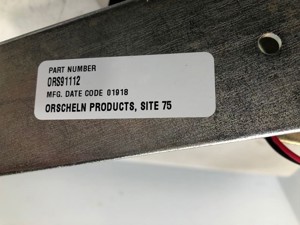 PART NUMBER
ORS91112
MFG. DATE CODE 01918
ORSCHELN PRODUCTS, SITE 75